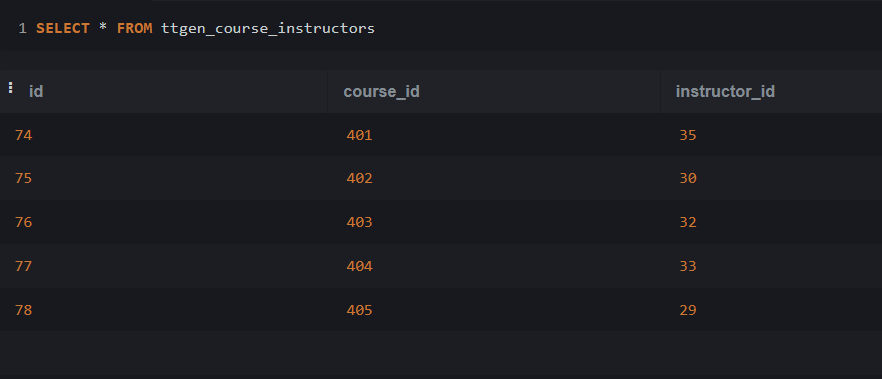 1 SELECT * FROM ttgen_course_instructors
id course_id instructor_id
74 401 35
75 402 30
76 403 32
77 404 33
78 405 29